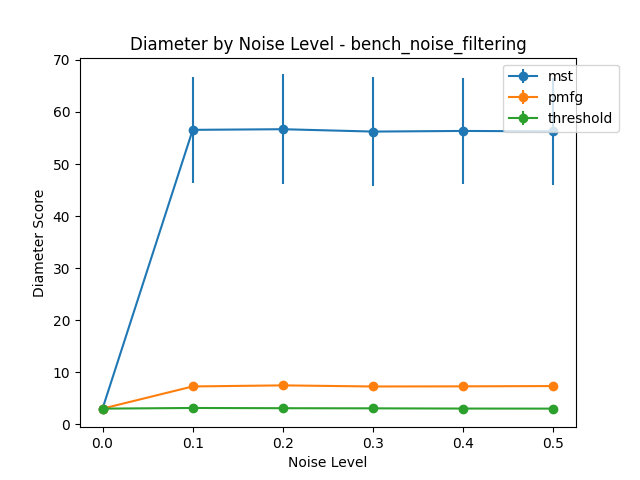 Diameter by Noise Level - bench_noise_filtering
mst
pmfg
threshold
Diameter Score
70
60
50
40
30
20
10
0
0.0 0.1 0.2 0.3 0.4 0.5
Noise Level